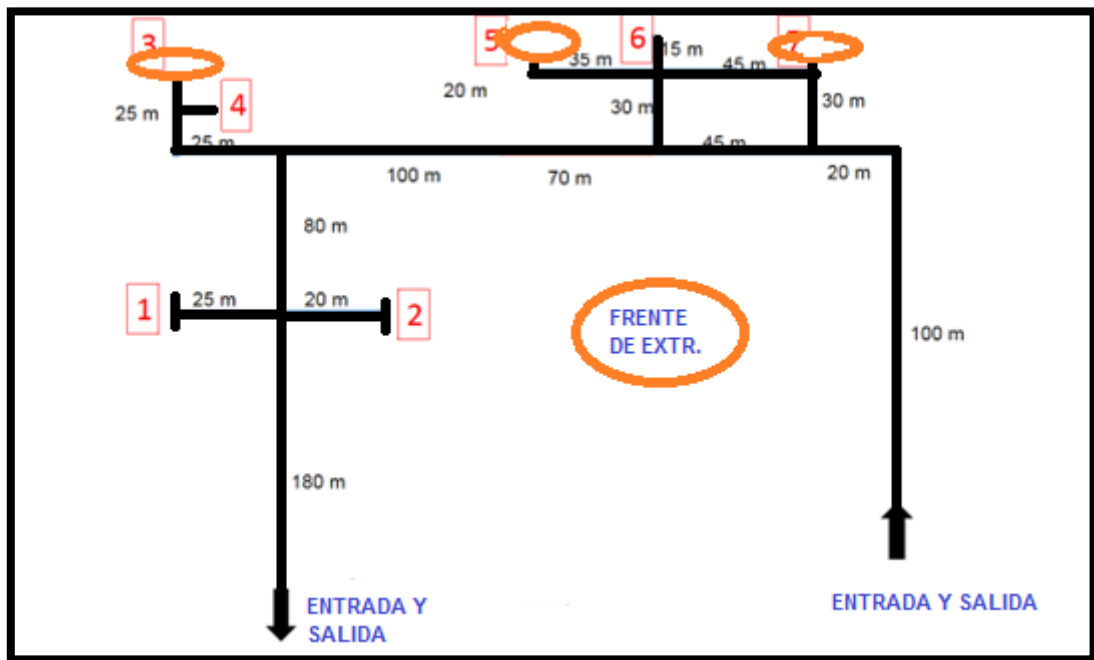 3
5
35 m
6
15 m
45 m
7
25 m
4
20 m
30 m
30 m
25 m
45 m
100 m
70 m
20 m
80 m
1
25 m
20 m
2
FRENTE
DE EXTR.
100 m
180 m
ENTRADA Y
SALIDA
ENTRADA Y SALIDA